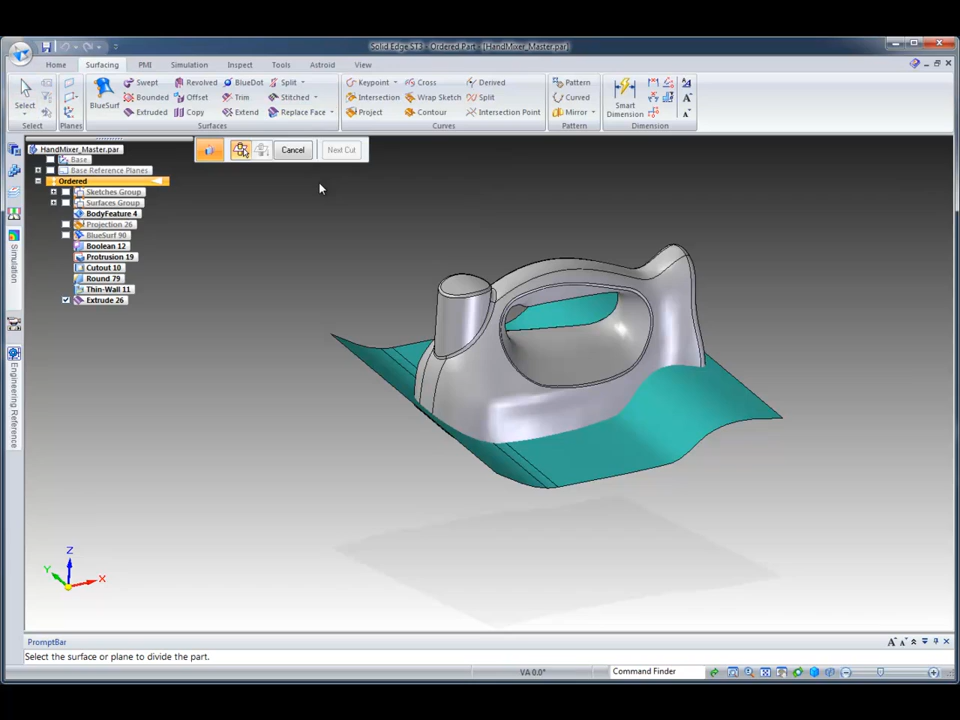 Solid Edge ST3 - Ordered Part - [HandMixer_Master.par]
Home Surfacing PMI Simulation Inspect Tools Astroid View
Swept Revolved BlueDot Split Keypoint Cross Derived Pattern
Select BlueSurf Bounded Offset Trim Stitched Intersection Wrap Sketch Split Curved Smart Dimension
Extruded Copy Extend Replace Face Project Contour Intersection Point Mirror
Select Planes Surfaces Curves Pattern Dimension
HandMixer_Master.par Cancel Next Cut
Base
Base Reference Planes
Ordered
Sketches Group
Surfaces Group
BodyFeature 4
Projection 26
BlueSurf 90
Boolean 12
Protrusion 19
Cutout 10
Round 79
Thin-Wall 11
Extrude 26
Simulation
Engineering Reference
Z
Y
X
PromptBar
Select the surface or plane to divide the part.
VA 0.0° Command Finder